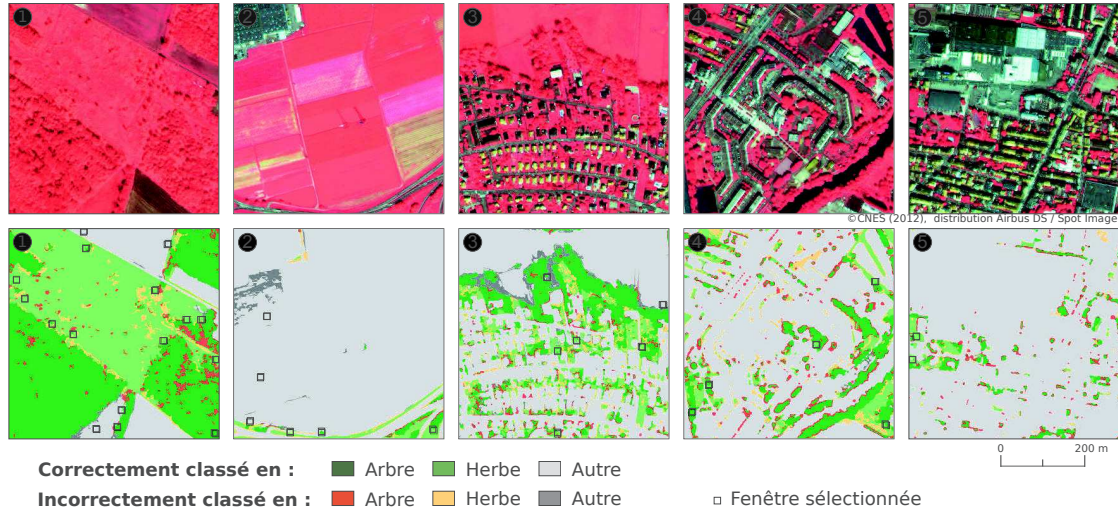 1 2 3 4 5
©CNES (2012), distribution Airbus DS / Spot Image
1 2 3 4 5
0 200 m
Correctement classé en : Arbre Herbe Autre
Incorrectement classé en : Arbre Herbe Autre Fenêtre sélectionnée